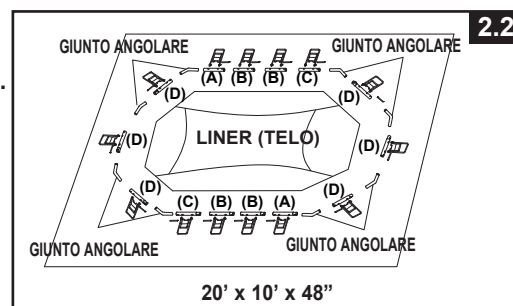 2.2
GIUNTO ANGOLARE GIUNTO ANGOLARE
(A) (B) (B) (C)
(D) (D)
(D) LINER (TELO) (D)
(D) (D)
(C) (B) (B) (A)
GIUNTO ANGOLARE GIUNTO ANGOLARE
20’ x 10’ x 48”